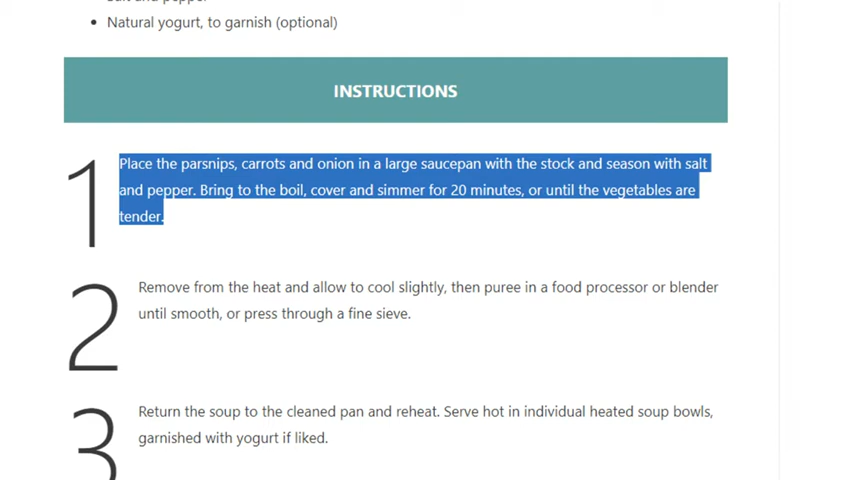 Natural yogurt, to garnish (optional)
INSTRUCTIONS
1
Place the parsnips, carrots and onion in a large saucepan with the stock and season with salt
and pepper. Bring to the boil, cover and simmer for 20 minutes, or until the vegetables are
tender.
2
Remove from the heat and allow to cool slightly, then puree in a food processor or blender
until smooth, or press through a fine sieve.
3
Return the soup to the cleaned pan and reheat. Serve hot in individual heated soup bowls,
garnished with yogurt if liked.